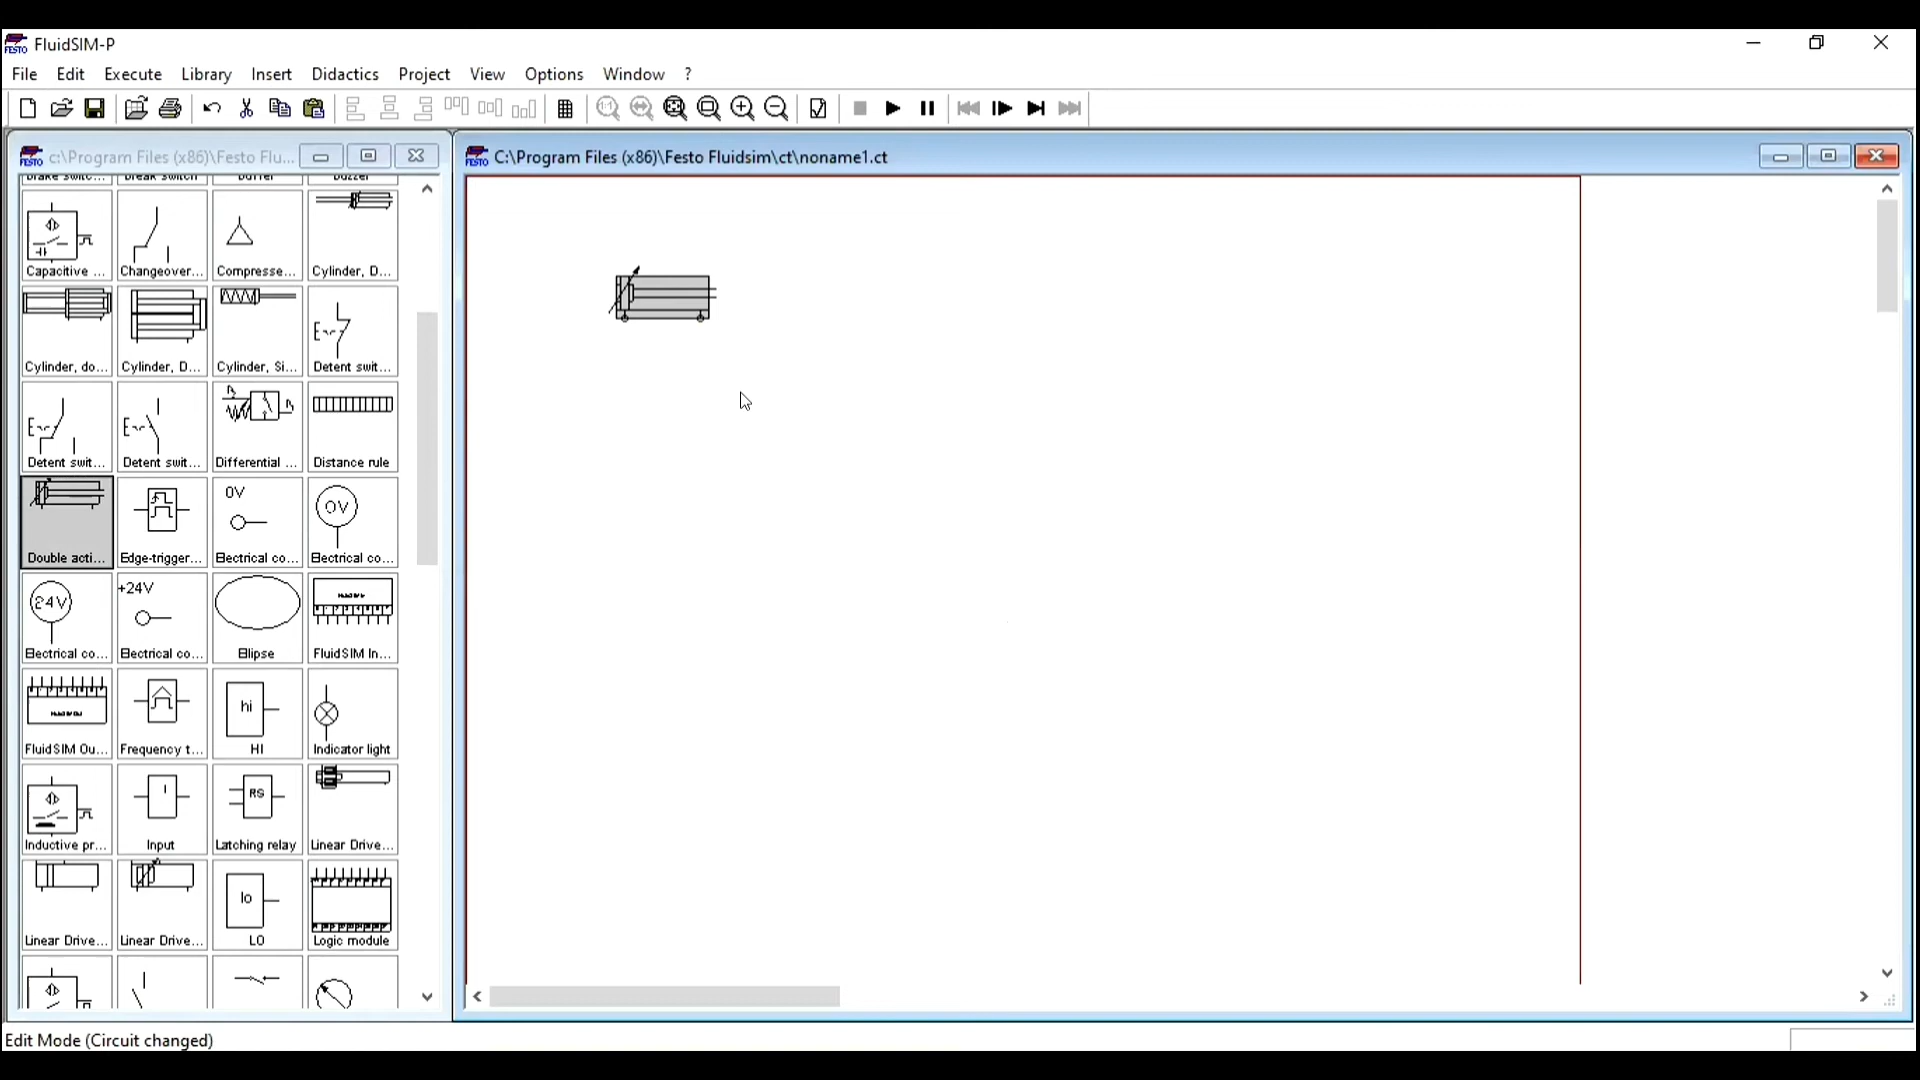 FluidSIM-P
File Edit Execute Library Insert Didactics Project View Options Window ?
c:\Program Files (x86)\Festo Flu...
FESTO
Capacitive ... Changeover... Compresse... Cylinder, D...
Cylinder, do... Cylinder, D... Cylinder, Si... Detent swit...
Detent swit... Detent swit... Differential ... Distance rule
0V
0V
Double acti... Edge-trigger... Electrical co... Electrical co...
24V
+24V
Electrical co... Electrical co... Ellipse FluidSIM In...
hi
FluidSIM Ou... Frequency t... HI Indicator light
I
RS
Inductive pr... Input Latching relay Linear Drive...
lo
Linear Drive... Linear Drive... LO Logic module
C:\Program Files (x86)\Festo Fluidsim\ct\noname1.ct
Edit Mode (Circuit changed)